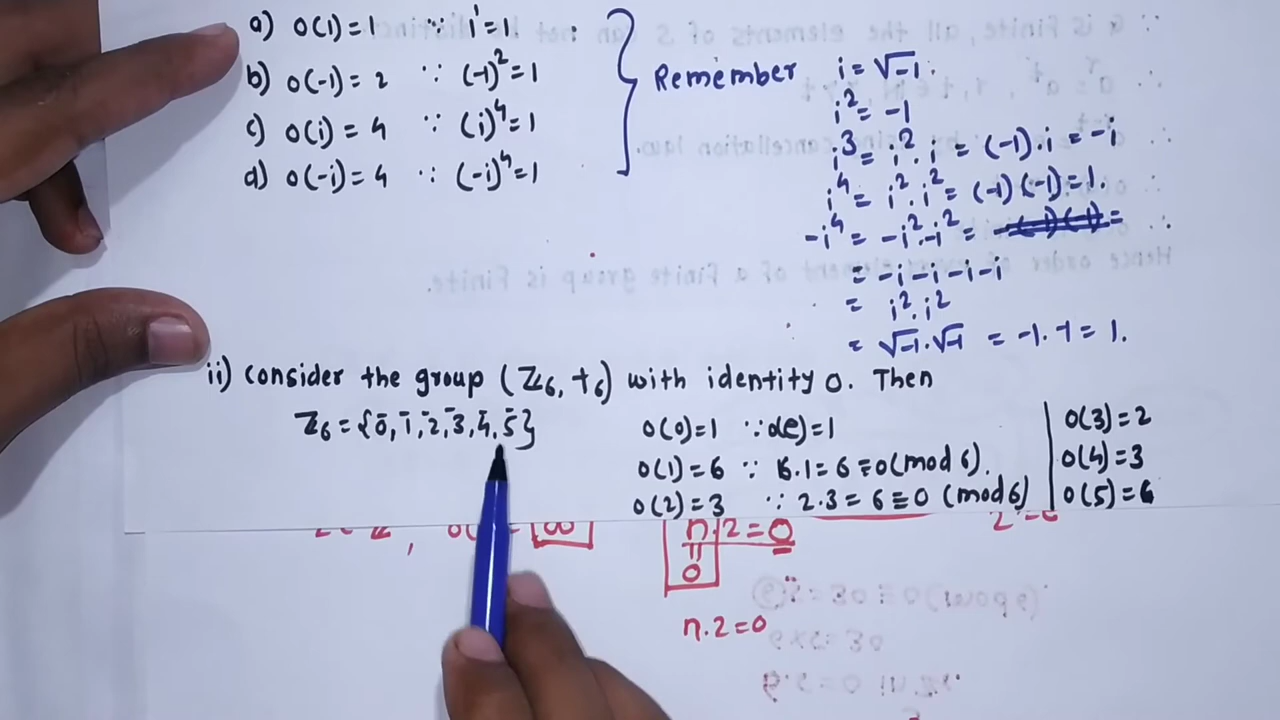 a) o(1) = 1 ∵ 1¹ = 1.
b) o(-1) = 2 ∵ (-1)² = 1
c) o(i) = 4 ∵ (i)⁴ = 1
d) o(-i) = 4 ∵ (-i)⁴ = 1
Remember i = √-1.
i² = -1
i³ = i². i = (-1). i = -i
i⁴ = i². i² = (-1) (-1) = 1.
-i⁴ = -i².-i² =
= -i -i -i -i
= i². i²
= √-1. √-1 = -1. -1 = 1.
ii) Consider the group (Z₆, +₆) with identity 0. Then
Z₆ = {0̄, 1̄, 2̄, 3̄, 4̄, 5̄}
o(0) = 1 ∵ o(e) = 1
o(1) = 6 ∵ 6.1 = 6 ≡ 0 (mod 6).
o(2) = 3 ∵ 2.3 = 6 ≡ 0 (mod 6)
o(3) = 2
o(4) = 3
o(5) = 6
n.2 = 0
0
n.2 = 0